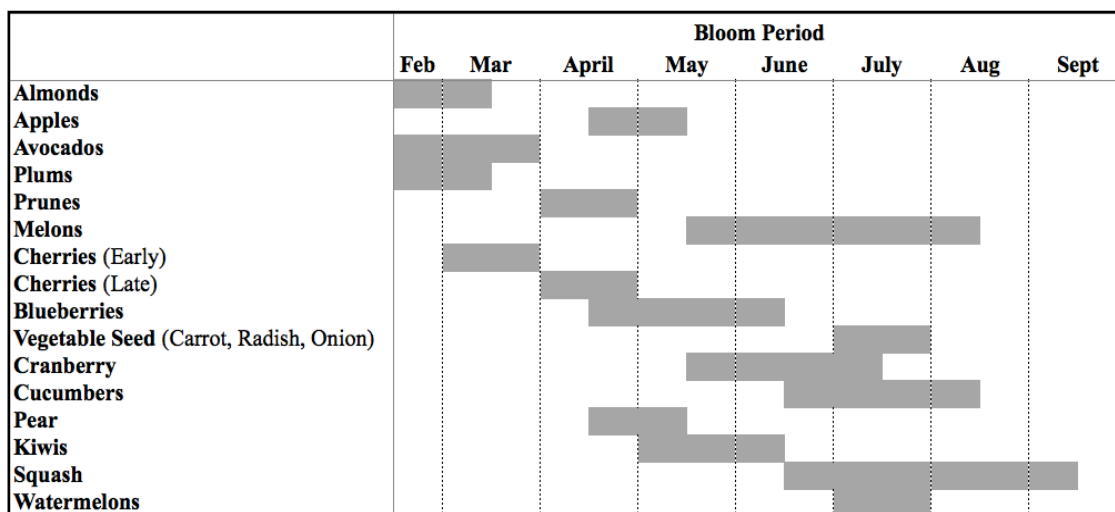 Bloom Period
Feb Mar April May June July Aug Sept
Almonds
Apples
Avocados
Plums
Prunes
Melons
Cherries (Early)
Cherries (Late)
Blueberries
Vegetable Seed (Carrot, Radish, Onion)
Cranberry
Cucumbers
Pear
Kiwis
Squash
Watermelons